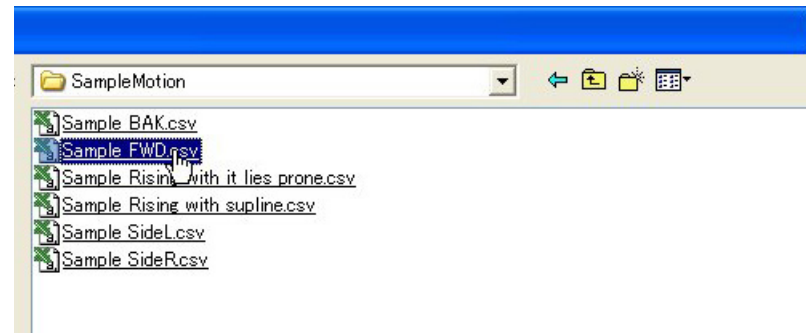 SampleMotion
Sample BAK.csv
Sample FWD.csv
Sample Rising with it lies prone.csv
Sample Rising with supline.csv
Sample SideL.csv
Sample SideR.csv